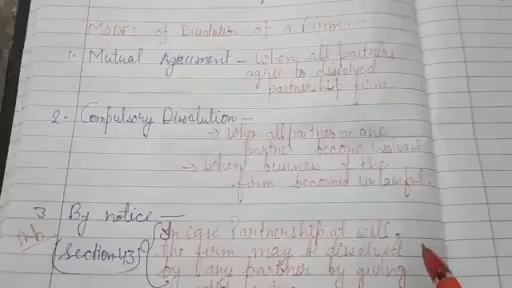 MODES of Dissolution of a Firm -
1. Mutual Agreement - When all partners
agree to dissolved
partnership firm.
2. Compulsory Dissolution -
→ When all partner or one
partner become insolvent
→ when business of the
firm becomes unlawful.
3 By notice -
In case Partnership at will,
(Section 43) the firm may be dissolved
by any partner by giving